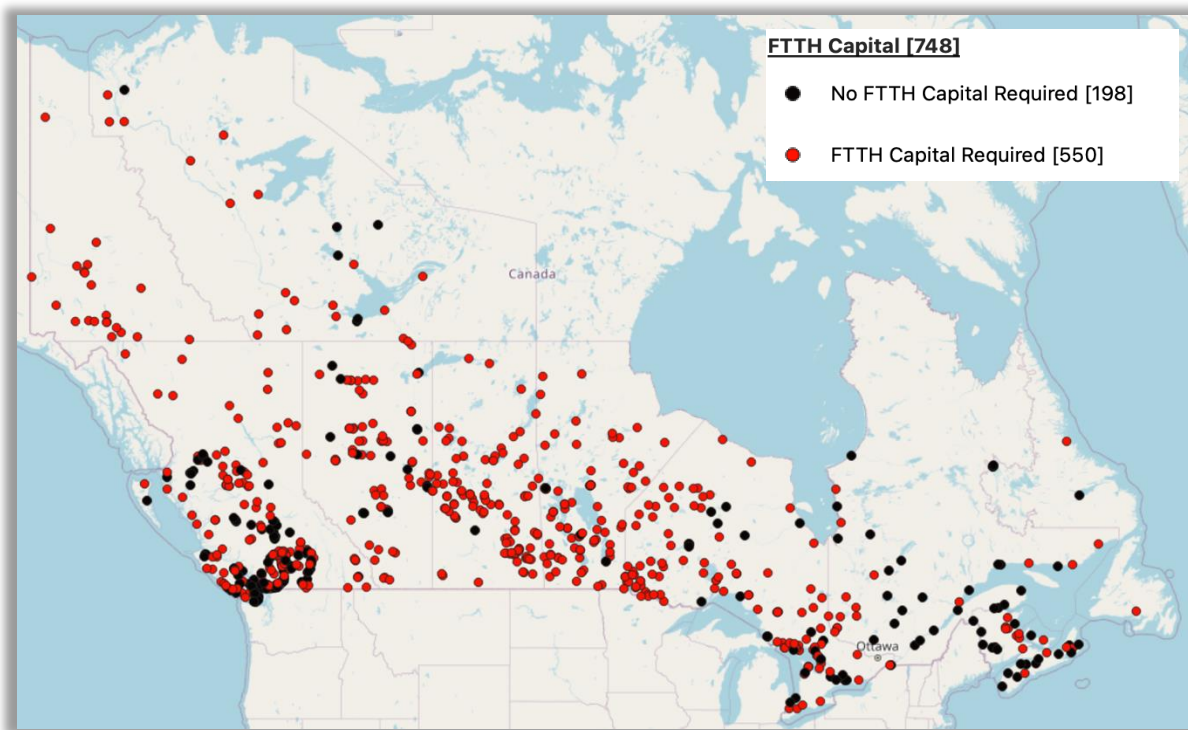 FTTH Capital [748]
No FTTH Capital Required [198]
FTTH Capital Required [550]
Canada
Ottawa